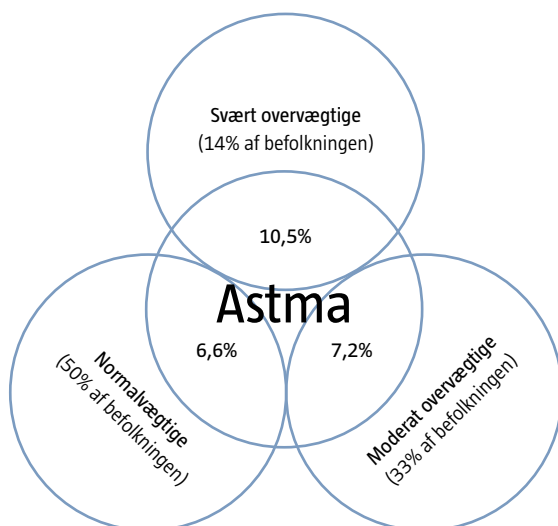 Svært overvægtige
(14% af befolkningen)
10,5%
Astma
6,6%
7,2%
Normalvægtige
(50% af befolkningen)
Moderat overvægtige
(33% af befolkningen)